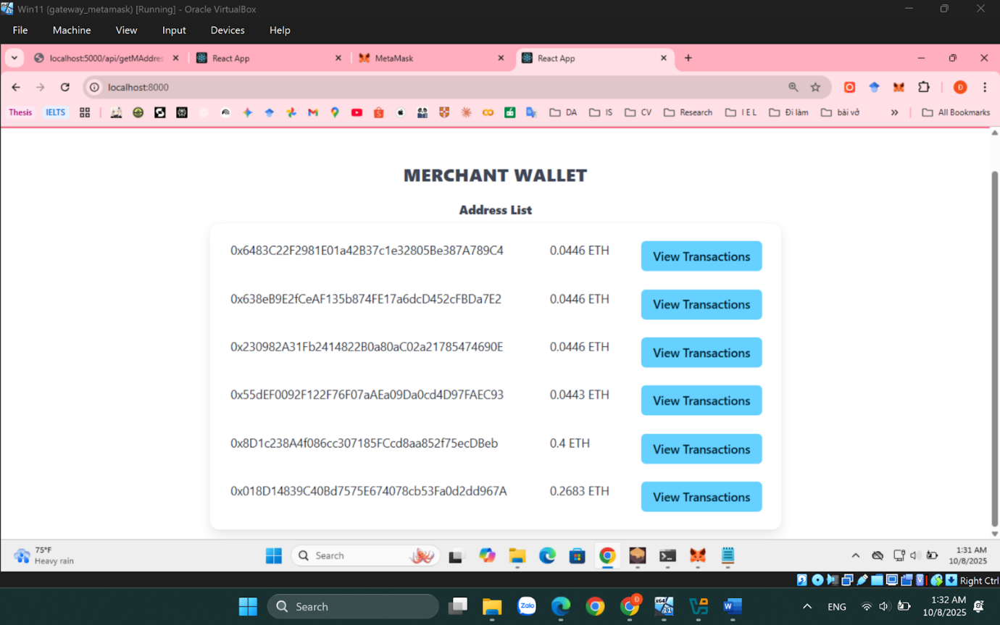 Win11 (gateway_metamask) [Running] - Oracle VirtualBox
File Machine View Input Devices Help
localhost:5000/api/getMAddres React App MetaMask React App
localhost:8000
Thesis IELTS DA IS CV Research I E L Đi làm bài vở All Bookmarks
MERCHANT WALLET
Address List
0x6483C22F2981E01a42B37c1e32805Be387A789C4 0.0446 ETH View Transactions
0x638eB9E2fCeAF135b874FE17a6dcD452cFBDa7E2 0.0446 ETH View Transactions
0x230982A31Fb2414822B0a80aC02a21785474690E 0.0446 ETH View Transactions
0x55dEF0092F122F76F07aAEa09Da0cd4D97FAEC93 0.0443 ETH View Transactions
0x8D1c238A4f086cc307185FCcd8aa852f75ecDBeb 0.4 ETH View Transactions
0x018D14839C40Bd7575E674078cb53Fa0d2dd967A 0.2683 ETH View Transactions
75°F
Heavy rain
Search
1:31 AM
10/8/2025
Right Ctrl
Search
Zalo
ENG
1:32 AM
10/8/2025